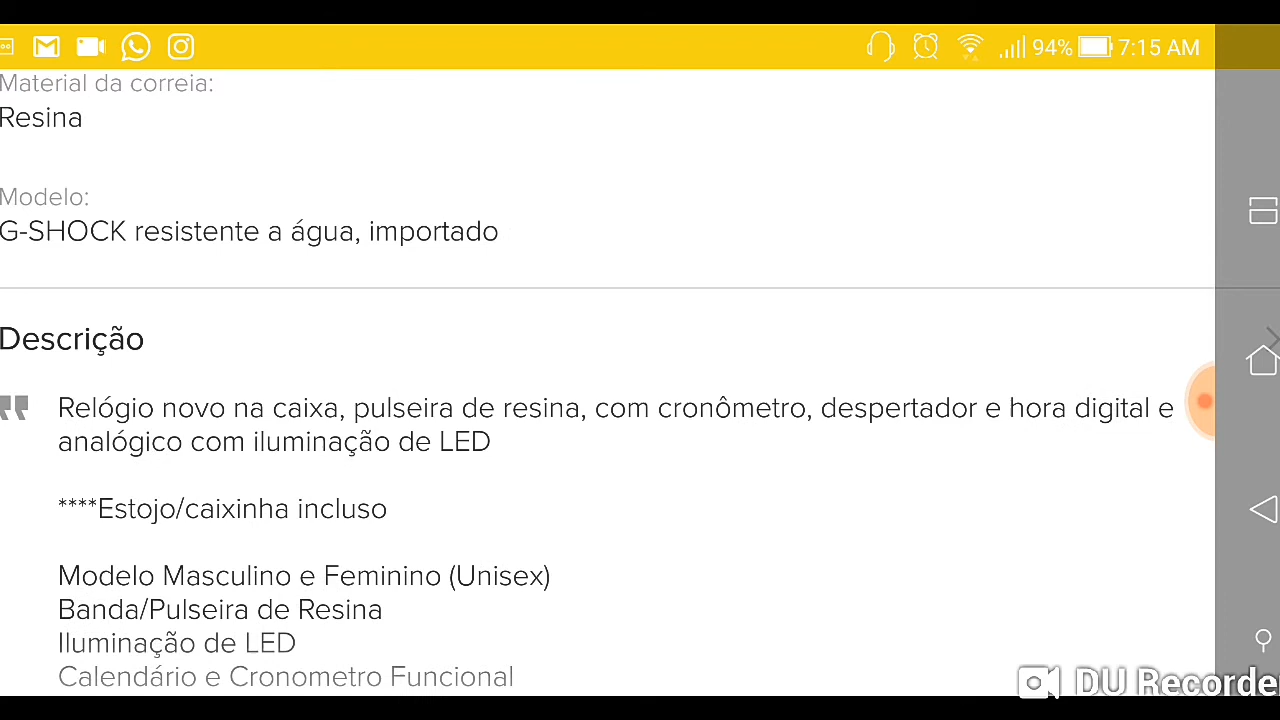 94% 7:15 AM
Material da correia:
Resina
Modelo:
G-SHOCK resistente a água, importado
Descrição
Relógio novo na caixa, pulseira de resina, com cronômetro, despertador e hora digital e
analógico com iluminação de LED
****Estojo/caixinha incluso
Modelo Masculino e Feminino (Unisex)
Banda/Pulseira de Resina
Iluminação de LED
Calendário e Cronometro Funcional
DU Recorde